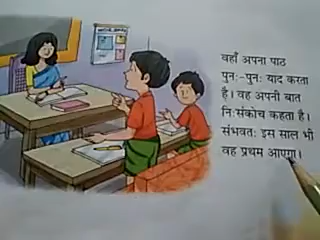 वहाँ अपना पाठ
पुनः-पुनः याद करता
है। वह अपनी बात
निःसंकोच कहता है।
संभवतः इस साल भी
वह प्रथम आएगा।